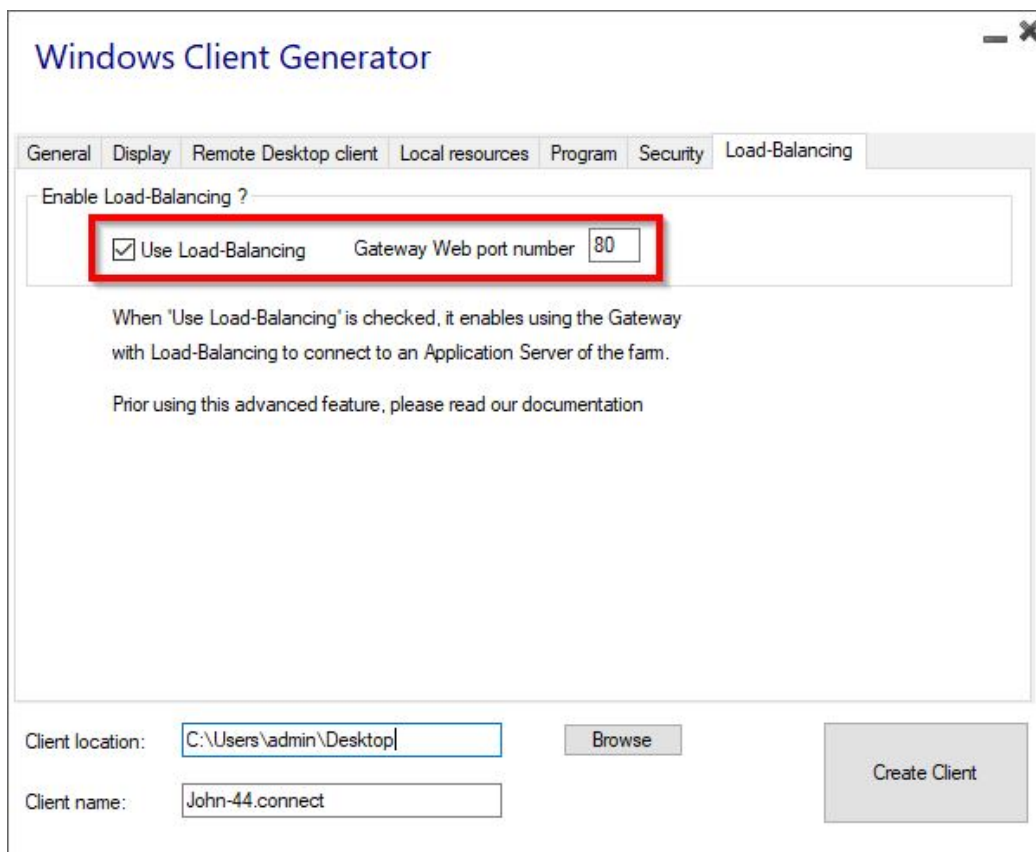 Windows Client Generator
General Display Remote Desktop client Local resources Program Security Load-Balancing
Enable Load-Balancing ?
Use Load-Balancing Gateway Web port number 80
When 'Use Load-Balancing' is checked, it enables using the Gateway
with Load-Balancing to connect to an Application Server of the farm.
Prior using this advanced feature, please read our documentation
Client location: C:\Users\admin\Desktop Browse
Create Client
Client name: John-44.connect